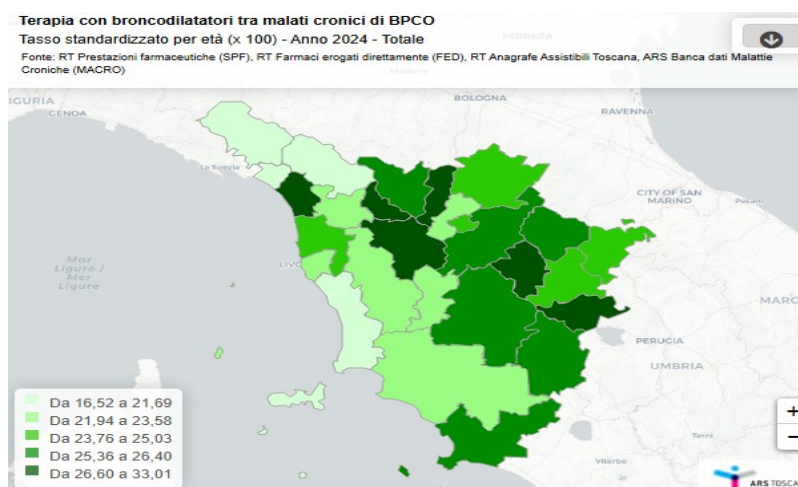 Terapia con broncodilatatori tra malati cronici di BPCO
Tasso standardizzato per età (x 100) - Anno 2024 - Totale
Fonte: RT Prestazioni farmaceutiche (SPF), RT Farmaci erogati direttamente (FED), RT Anagrafe Assistibili Toscana, ARS Banca dati Malattie
Croniche (MACRO)
FERRARA
Modena
BOLOGNA
IGURIA
GENOA
RAVENNA
La Spezia
CITY OF SAN
MARINO
Pesaro
Mar
Ligure /
Mer
Ligure
LIVO
MARC
PERUGIA
UMBRIA
Da 16,52 a 21,69
Da 21,94 a 23,58
Da 23,76 a 25,03
Da 25,36 a 26,40
Da 26,60 a 33,01
+
−
Terni
Viterbo
ARS TOSCA